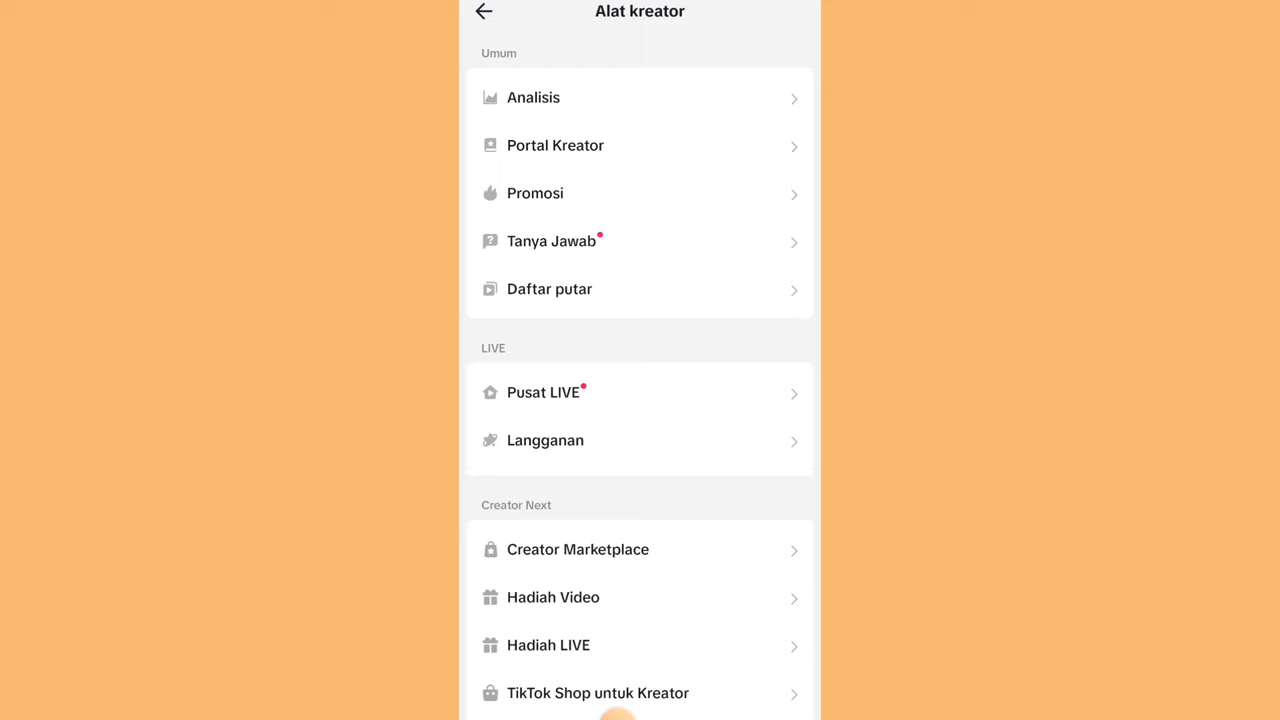 Alat kreator
Umum
Analisis
Portal Kreator
Promosi
Tanya Jawab
Daftar putar
LIVE
Pusat LIVE
Langganan
Creator Next
Creator Marketplace
Hadiah Video
Hadiah LIVE
TikTok Shop untuk Kreator